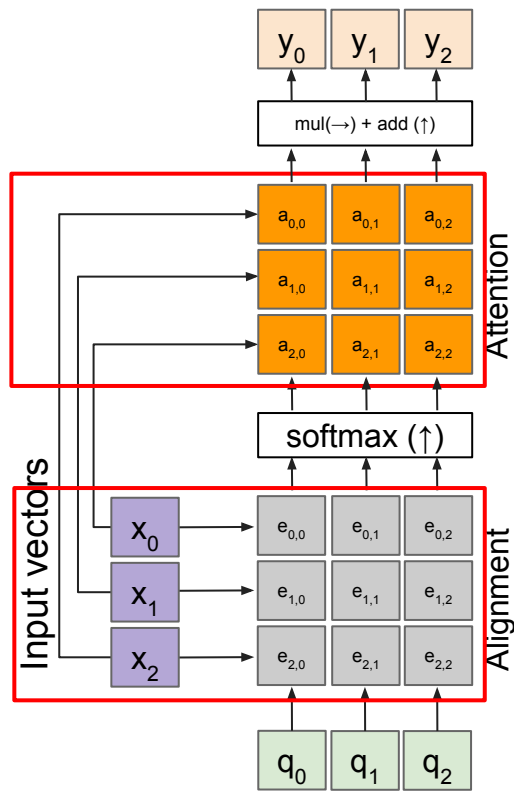 y0 y1 y2
mul(→) + add (↑)
a0,0 a0,1 a0,2
a1,0 a1,1 a1,2
a2,0 a2,1 a2,2
Attention
softmax (↑)
Input vectors
x0 e0,0 e0,1 e0,2
x1 e1,0 e1,1 e1,2
x2 e2,0 e2,1 e2,2
Alignment
q0 q1 q2